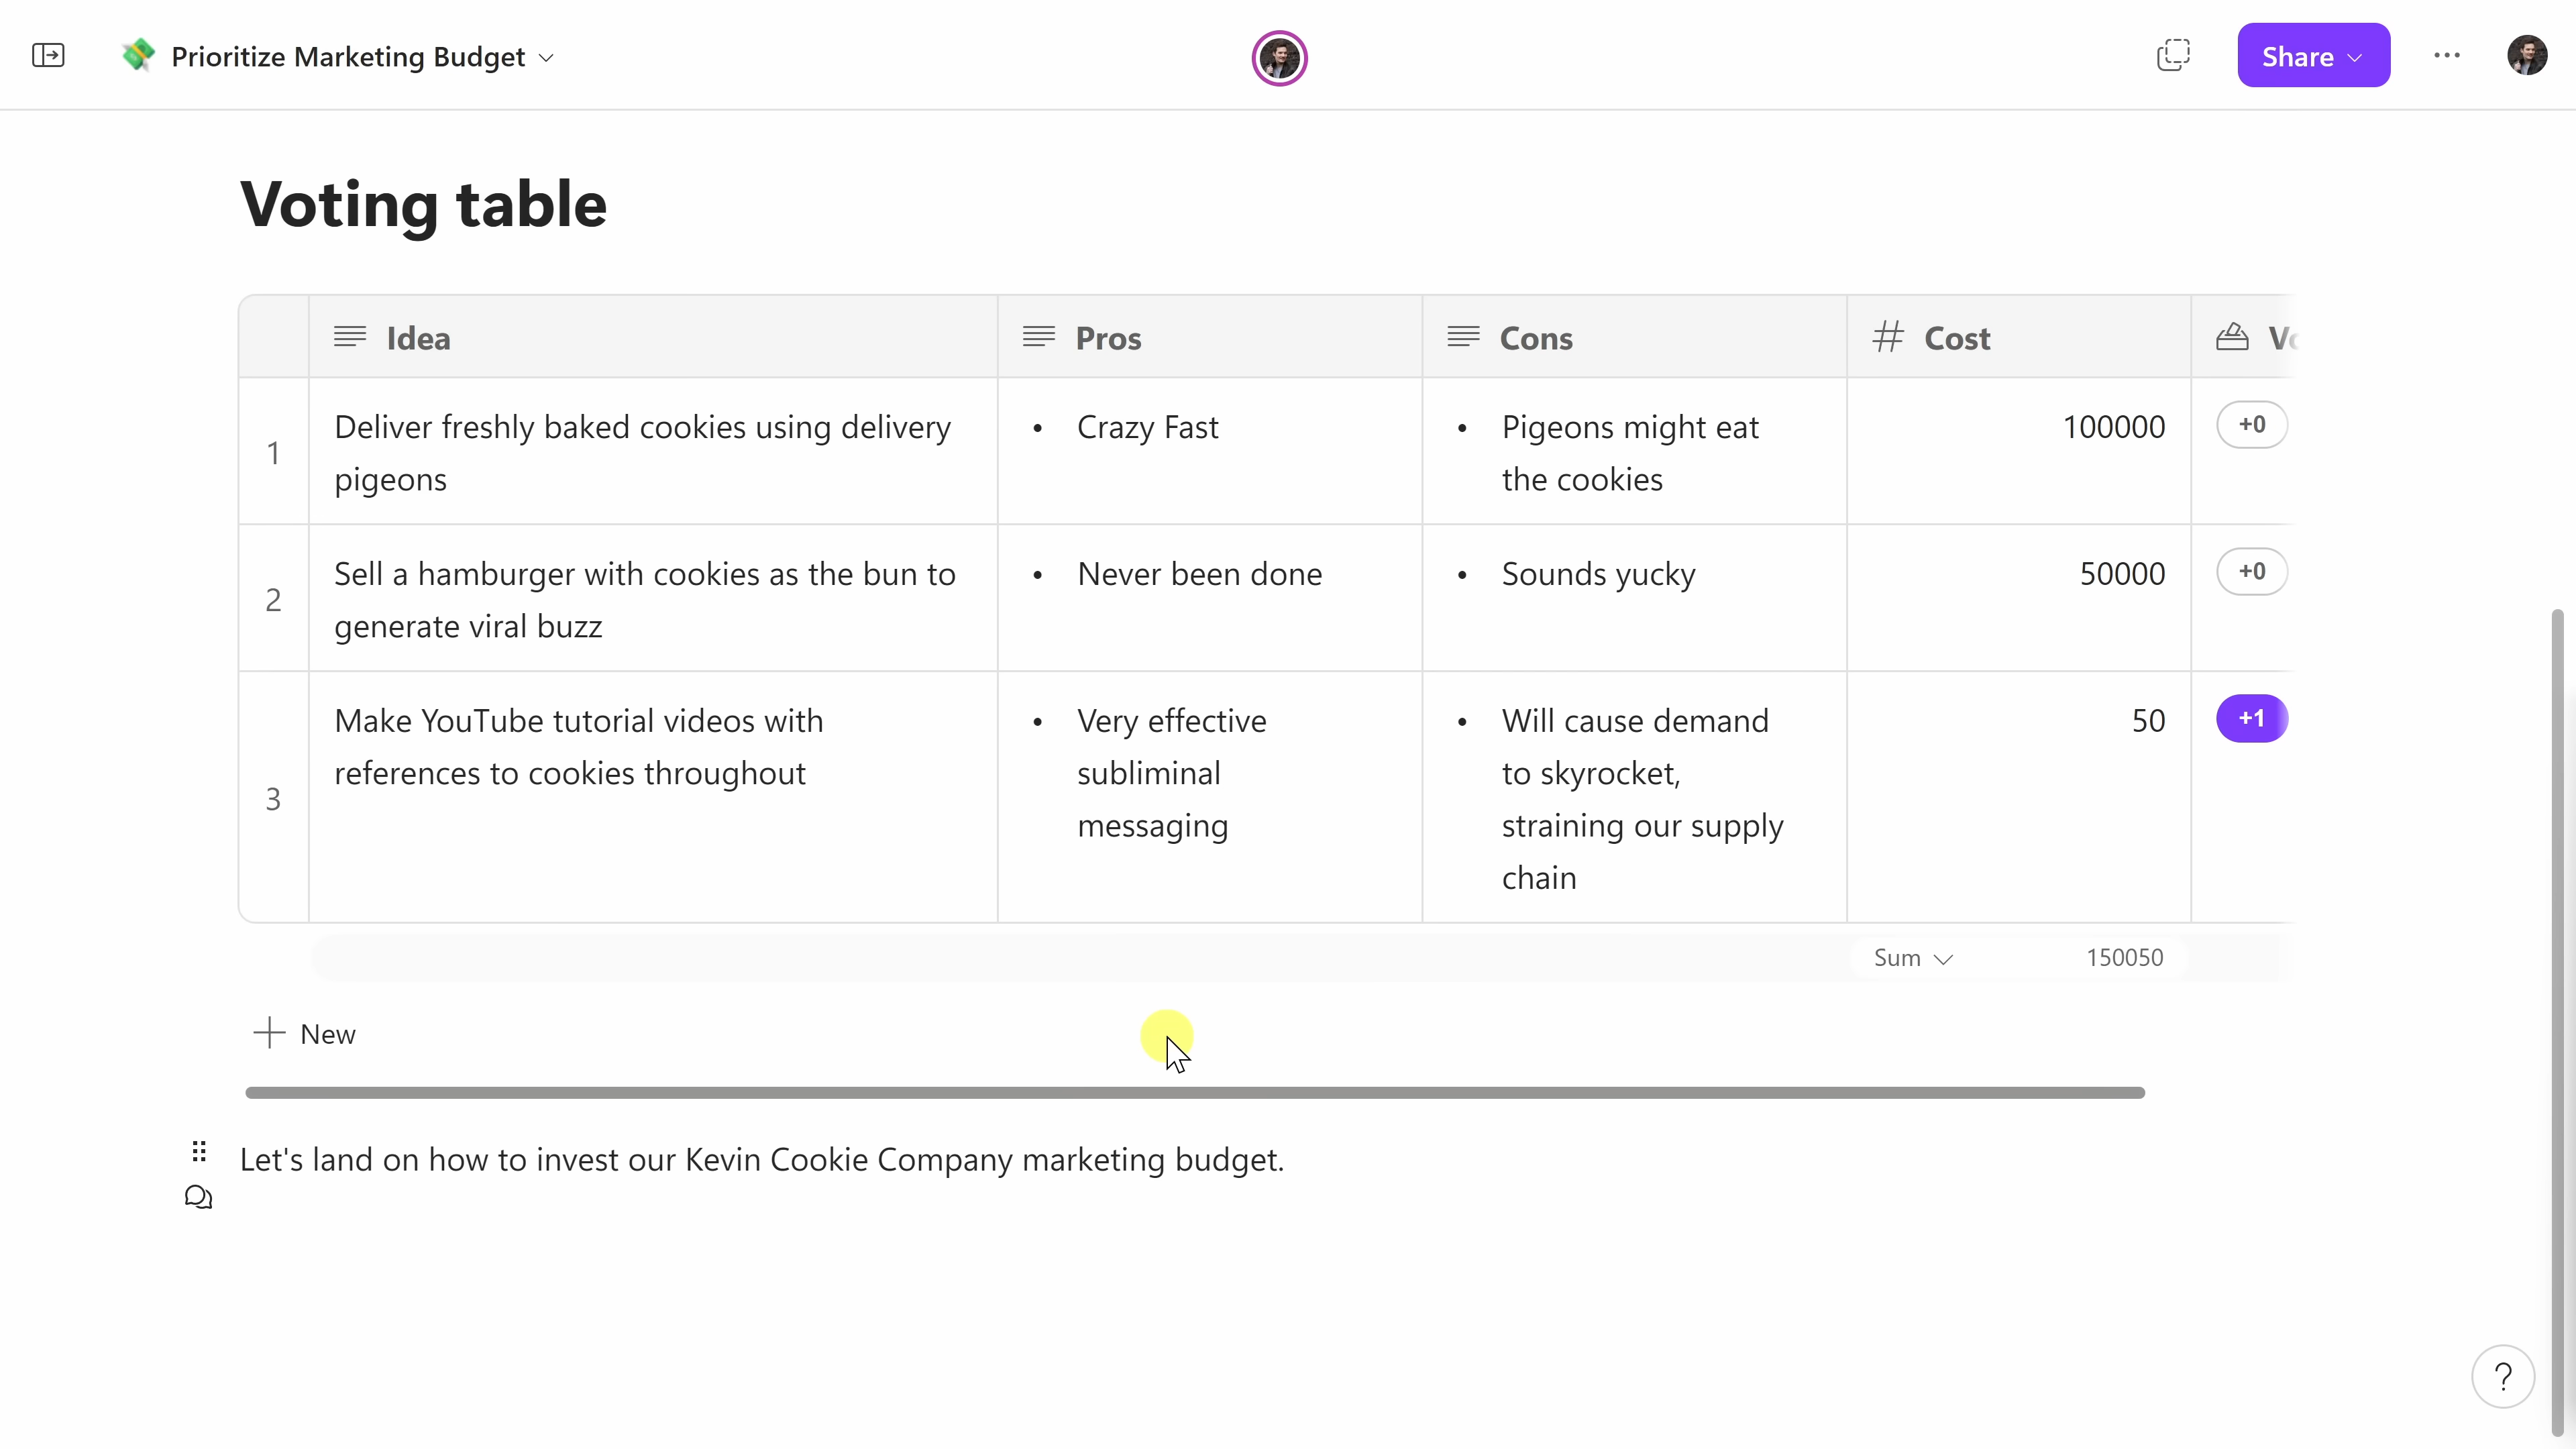 Prioritize Marketing Budget
Share
Voting table
Idea
Pros
Cons
# Cost
1
Deliver freshly baked cookies using delivery
pigeons
• Crazy Fast
• Pigeons might eat
the cookies
100000
+0
2
Sell a hamburger with cookies as the bun to
generate viral buzz
• Never been done
• Sounds yucky
50000
+0
3
Make YouTube tutorial videos with
references to cookies throughout
• Very effective
subliminal
messaging
• Will cause demand
to skyrocket,
straining our supply
chain
50
+1
Sum
150050
New
Let's land on how to invest our Kevin Cookie Company marketing budget.
?